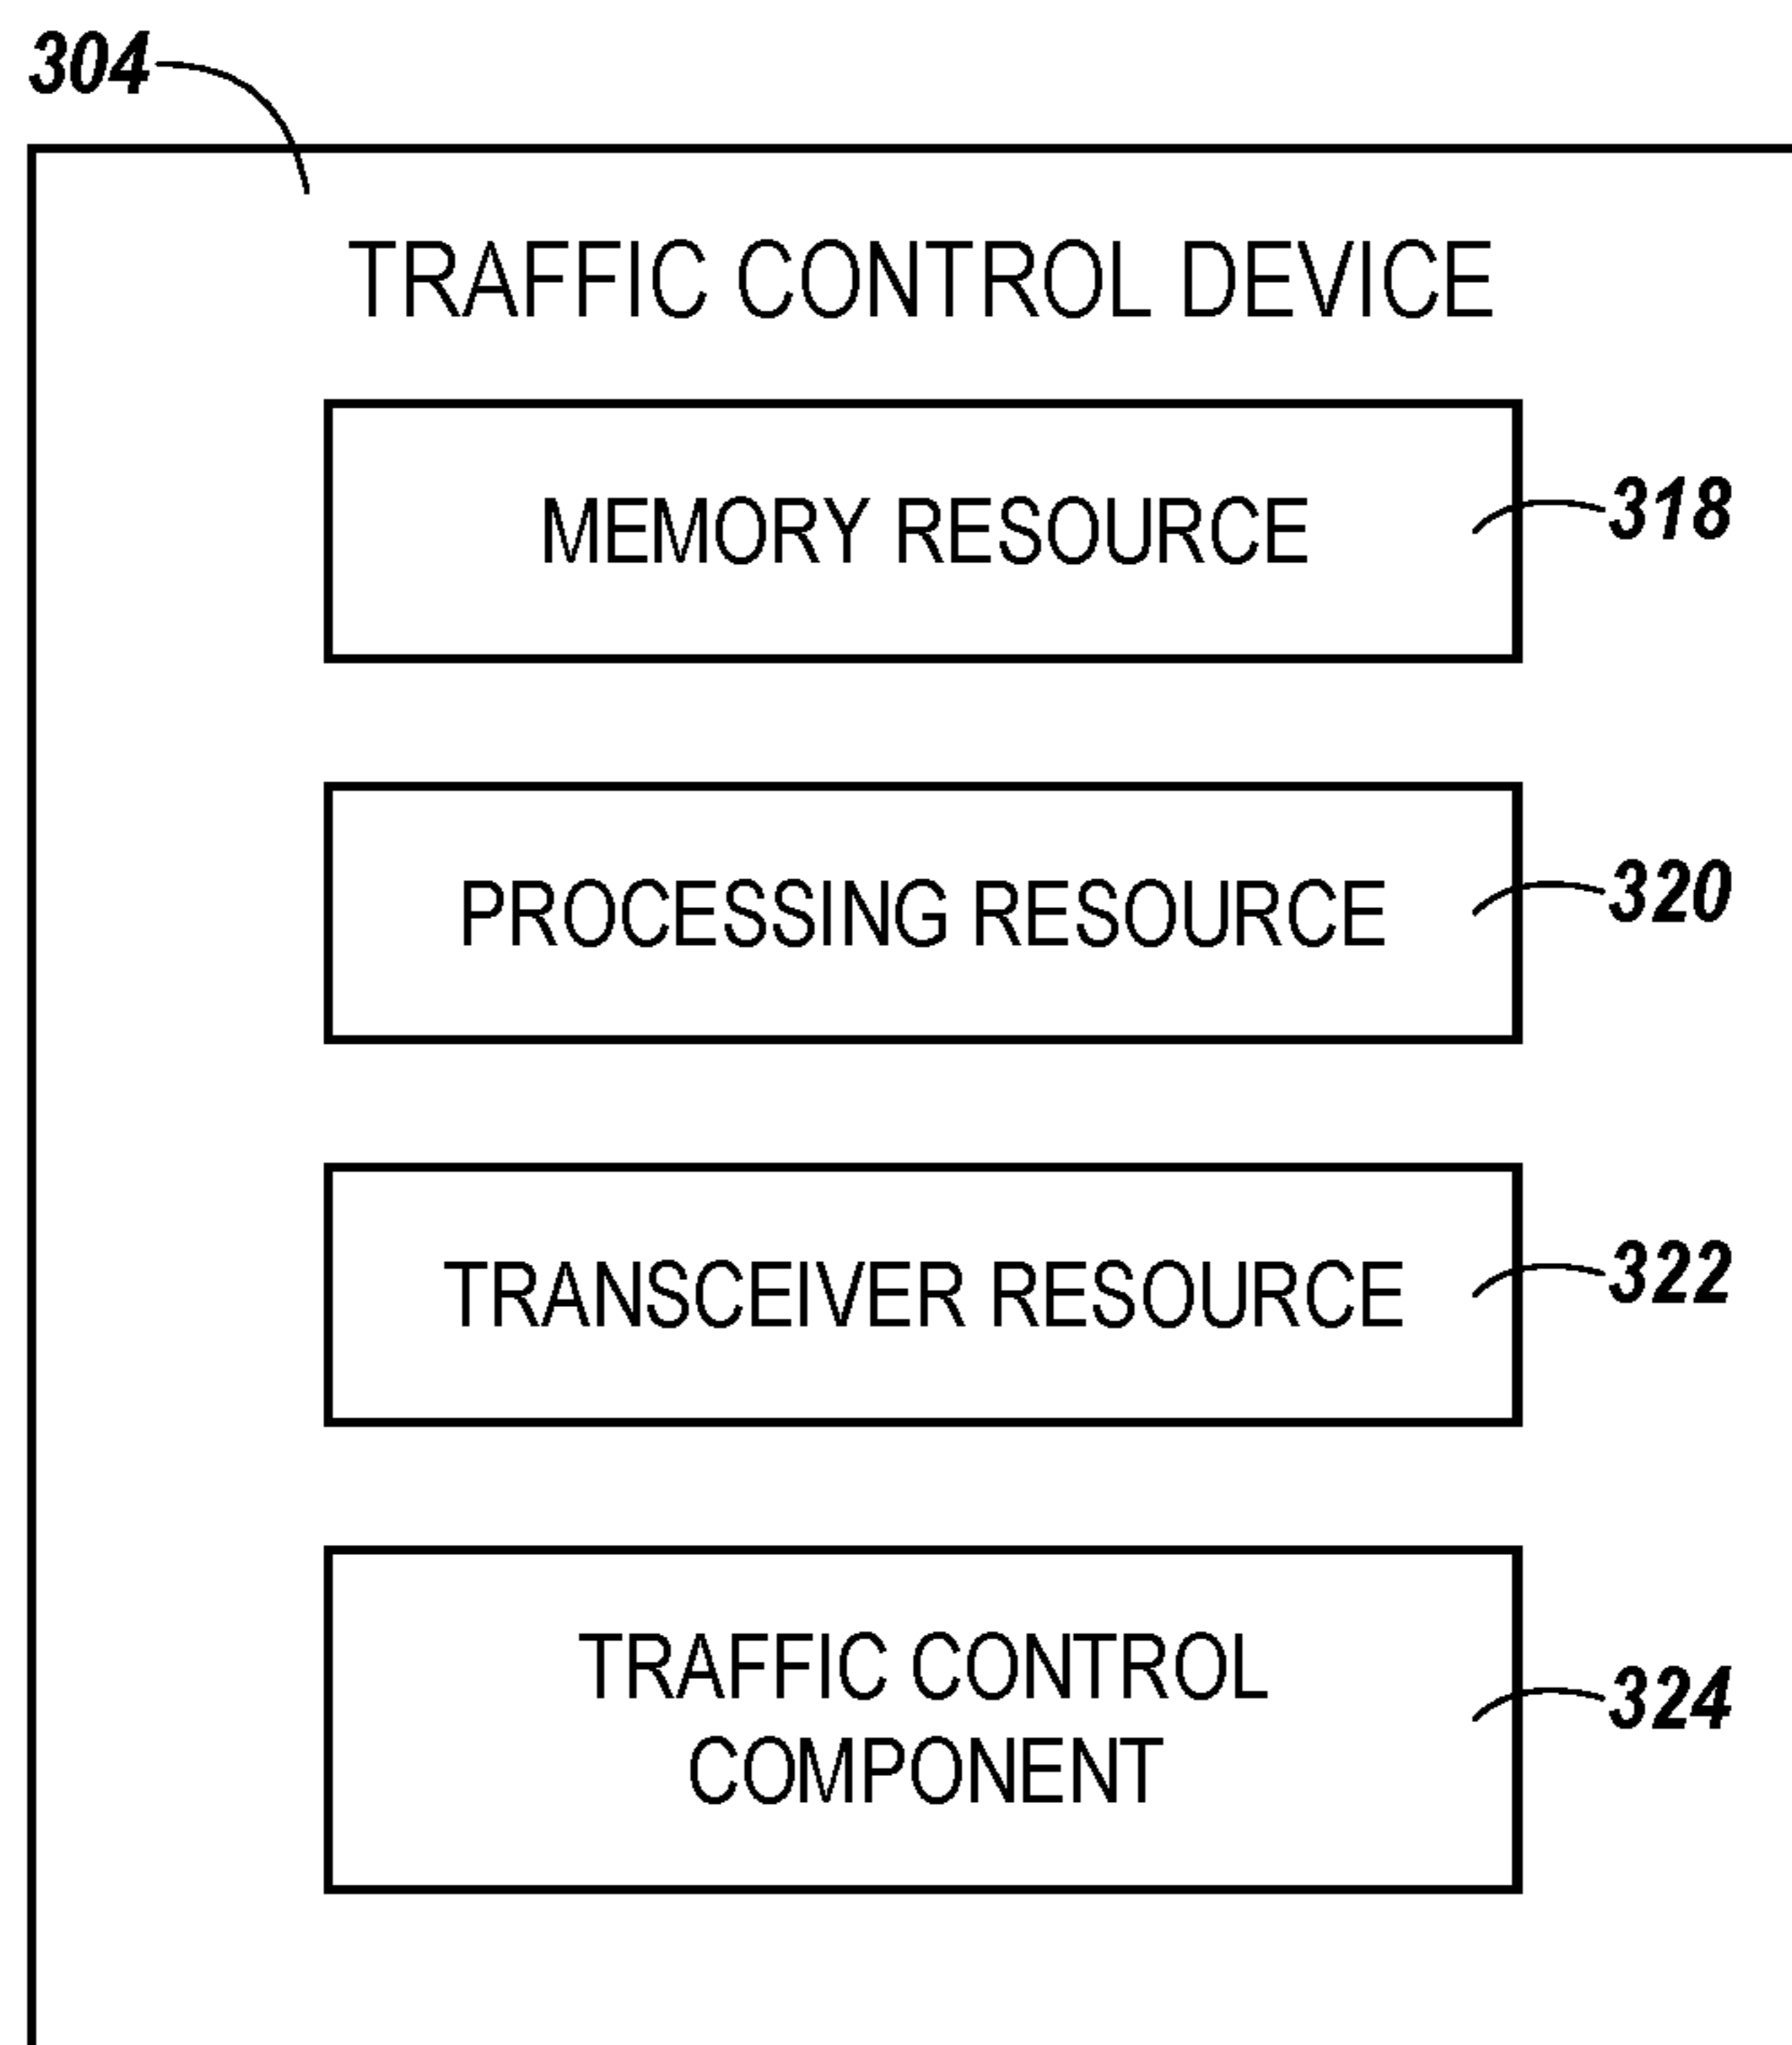 304
TRAFFIC CONTROL DEVICE
MEMORY RESOURCE
318
PROCESSING RESOURCE
320
TRANSCEIVER RESOURCE
322
TRAFFIC CONTROL
COMPONENT
324